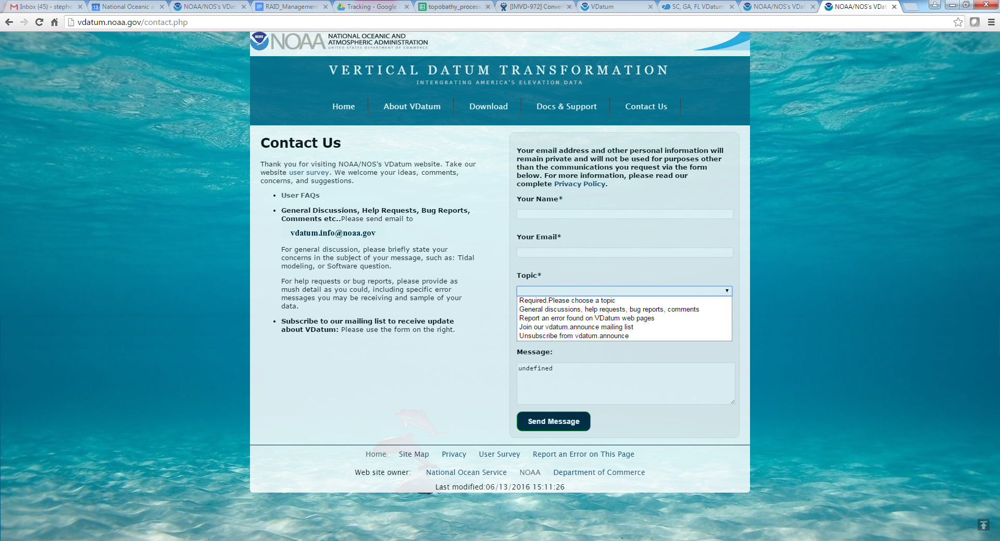 Inbox (45) - stephe
National Oceanic a
NOAA/NOS's VDat
RAID_Management
Tracking - Google
topobathy_process
[IMVD-972] Conve
VDatum
SC, GA, FL VDatum
NOAA/NOS's VDat
NOAA/NOS's VDat
vdatum.noaa.gov/contact.php
NOAA
NATIONAL OCEANIC AND
ATMOSPHERIC ADMINISTRATION
UNITED STATES DEPARTMENT OF COMMERCE
VERTICAL DATUM TRANSFORMATION
INTERGRATING AMERICA'S ELEVATION DATA
Home
About VDatum
Download
Docs & Support
Contact Us
Contact Us
Thank you for visiting NOAA/NOS's VDatum website. Take our
website user survey. We welcome your ideas, comments,
concerns, and suggestions.
User FAQs
General Discussions, Help Requests, Bug Reports,
Comments etc..Please send email to
vdatum.info@noaa.gov
For general discussion, please briefly state your
concerns in the subject of your message, such as: Tidal
modeling, or Software question.
For help requests or bug reports, please provide as
mush detail as you could, including specific error
messages you may be receiving and sample of your
data.
Subscribe to our mailing list to receive update
about VDatum: Please use the form on the right.
Your email address and other personal information will
remain private and will not be used for purposes other
than the communications you request via the form
below. For more information, please read our
complete Privacy Policy.
Your Name*
Your Email*
Topic*
Required.Please choose a topic
General discussions, help requests, bug reports, comments
Report an error found on VDatum web pages
Join our vdatum.announce mailing list
Unsubscribe from vdatum.announce
Message:
undefined
Send Message
Home
Site Map
Privacy
User Survey
Report an Error on This Page
Web site owner:
National Ocean Service
NOAA
Department of Commerce
Last modified:06/13/2016 15:11:26